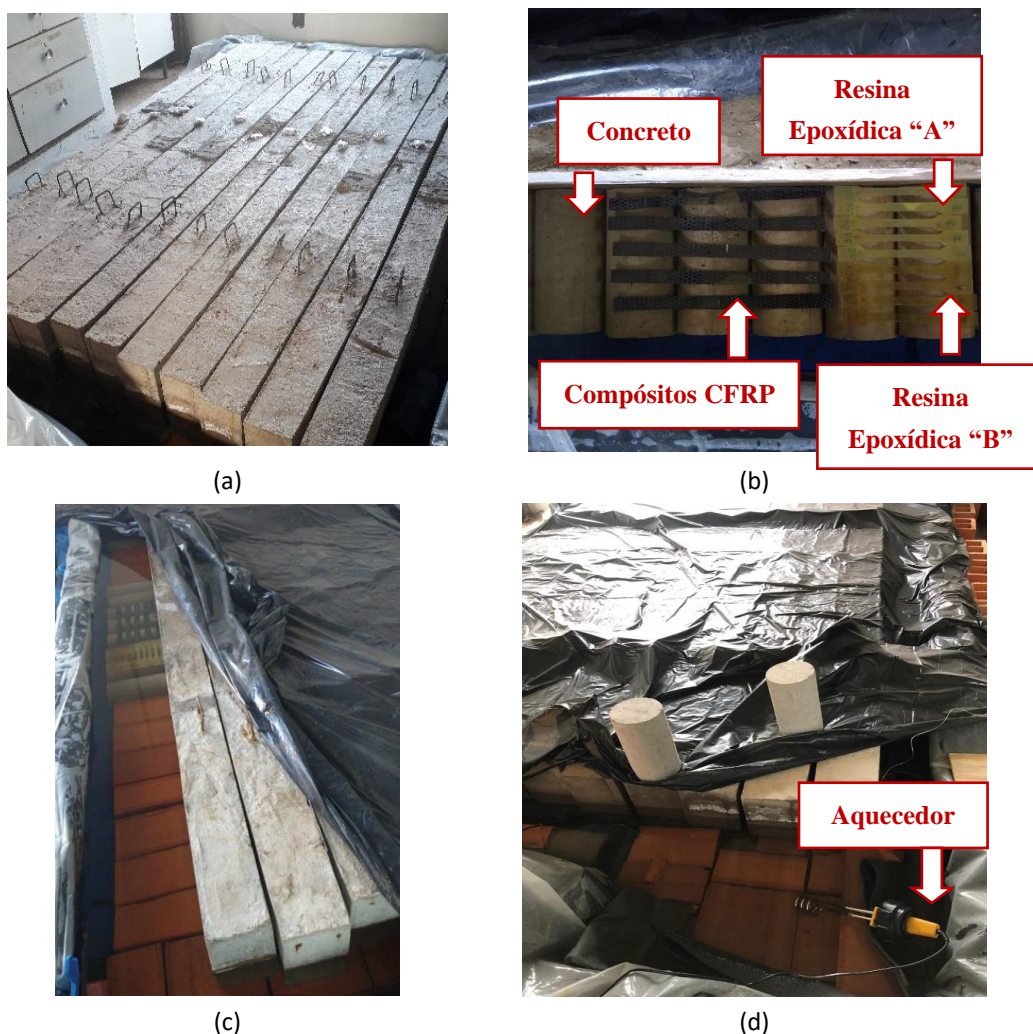 Concreto
Resina
Epoxídica “A”
Compósitos CFRP
Resina
Epoxídica “B”
(a)
(b)
Aquecedor
(c)
(d)